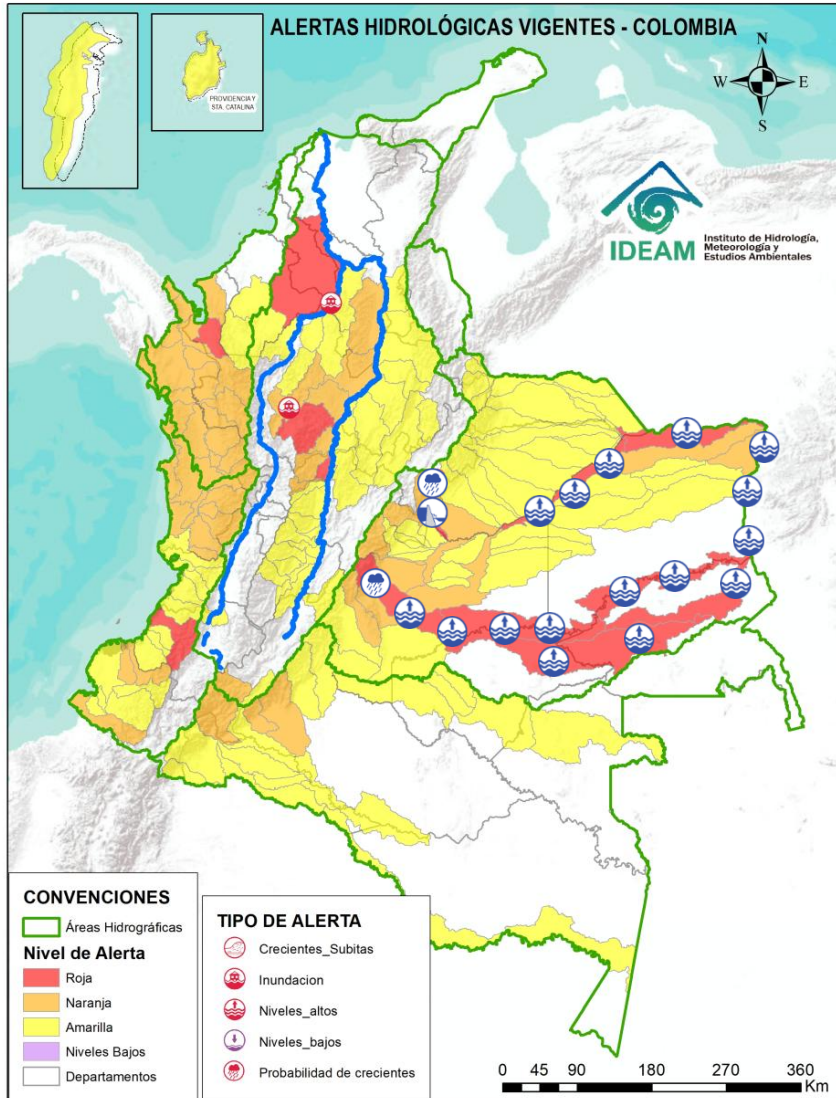 ALERTAS HIDROLÓGICAS VIGENTES - COLOMBIA
PROVIDENCIA Y
STA. CATALINA
N
W
E
S
IDEAM
Instituto de Hidrología,
Meteorología y
Estudios Ambientales
CONVENCIONES
Áreas Hidrográficas
Nivel de Alerta
Roja
Naranja
Amarilla
Niveles Bajos
Departamentos
TIPO DE ALERTA
Crecientes_Subitas
Inundacion
Niveles_altos
Niveles_bajos
Probabilidad de crecientes
0 45 90 180 270 360
Km